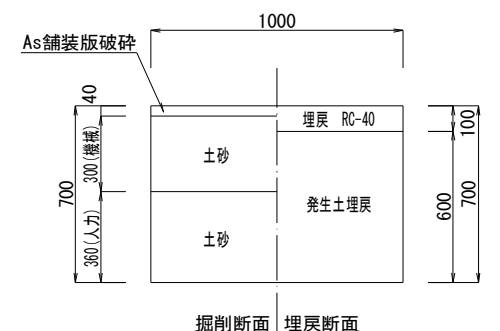 1000
As舗装版破砕
40
300(機械)
360(人力)
700
土砂
土砂
埋戻 RC-40
発生土埋戻
100
600
700
掘削断面 埋戻断面